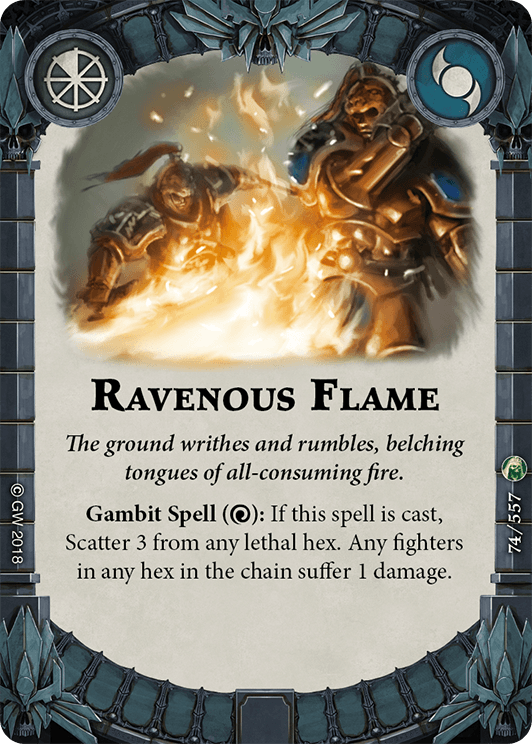 RAVENOUS FLAME
The ground writhes and rumbles, belching
tongues of all-consuming fire.
Gambit Spell (): If this spell is cast,
Scatter 3 from any lethal hex. Any fighters
in any hex in the chain suffer 1 damage.
© GW 2018
74/557